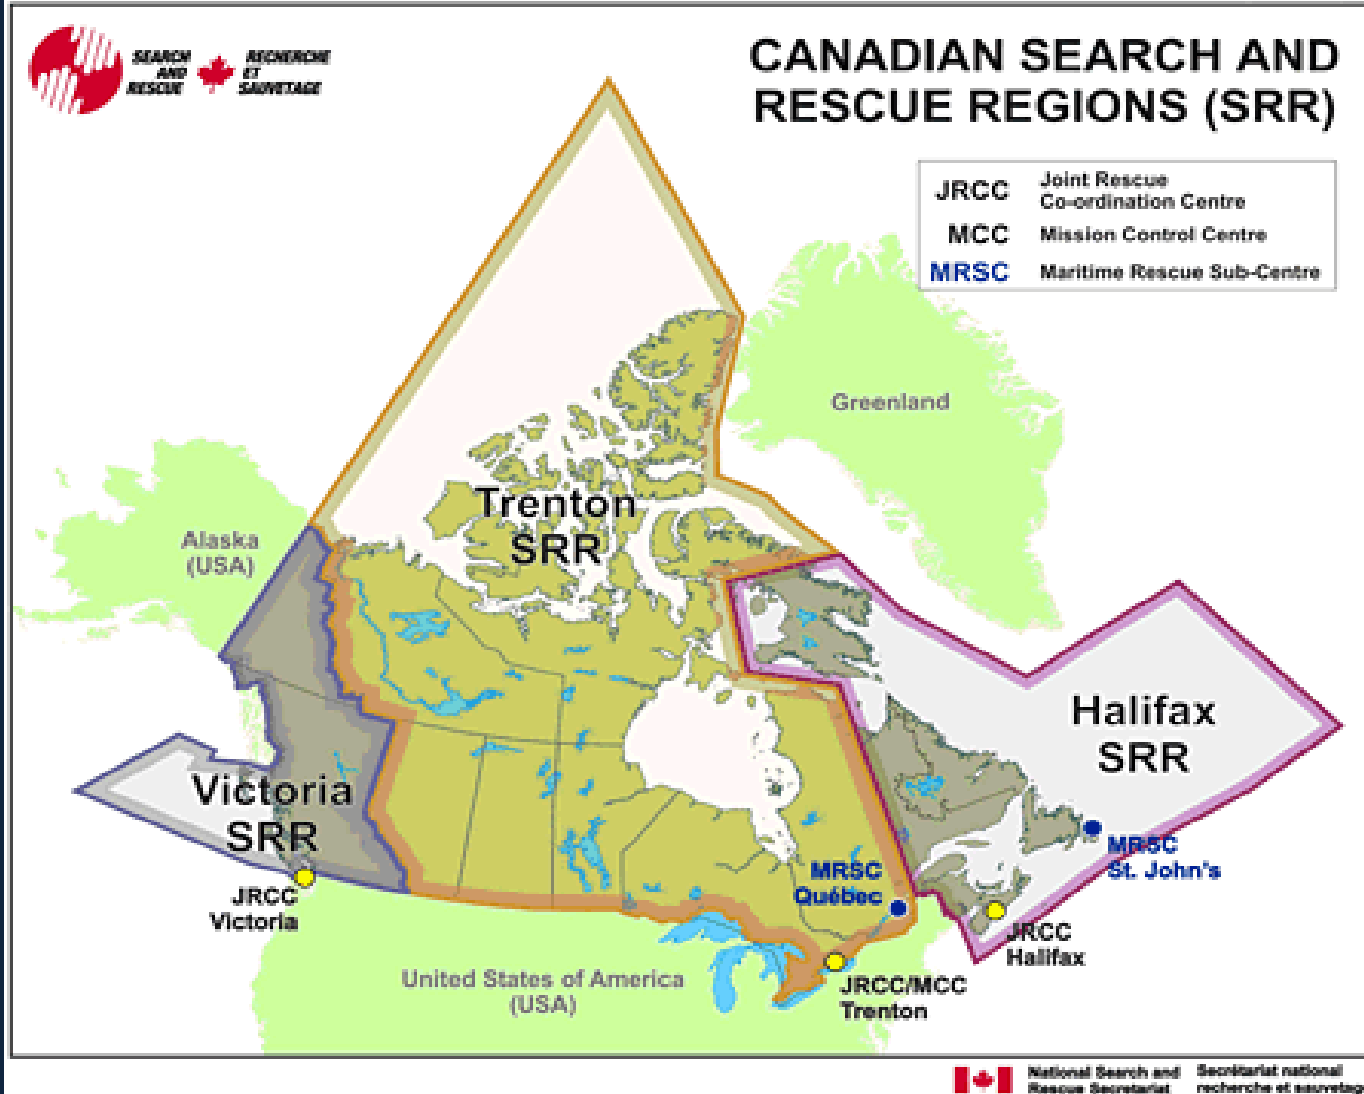 SEARCH
AND
RESCUE
RECHERCHE
ET
SAUVETAGE
CANADIAN SEARCH AND
RESCUE REGIONS (SRR)
JRCC Joint Rescue
Co-ordination Centre
MCC Mission Control Centre
MRSC Maritime Rescue Sub-Centre
Greenland
Trenton
SRR
Alaska
(USA)
Halifax
SRR
Victoria
SRR
MRSC
St. John's
MRSC
Québec
JRCC
Victoria
JRCC
Halifax
United States of America
(USA)
JRCC/MCC
Trenton
National Search and
Rescue Secretariat
Secrétariat national
recherche et sauvetage